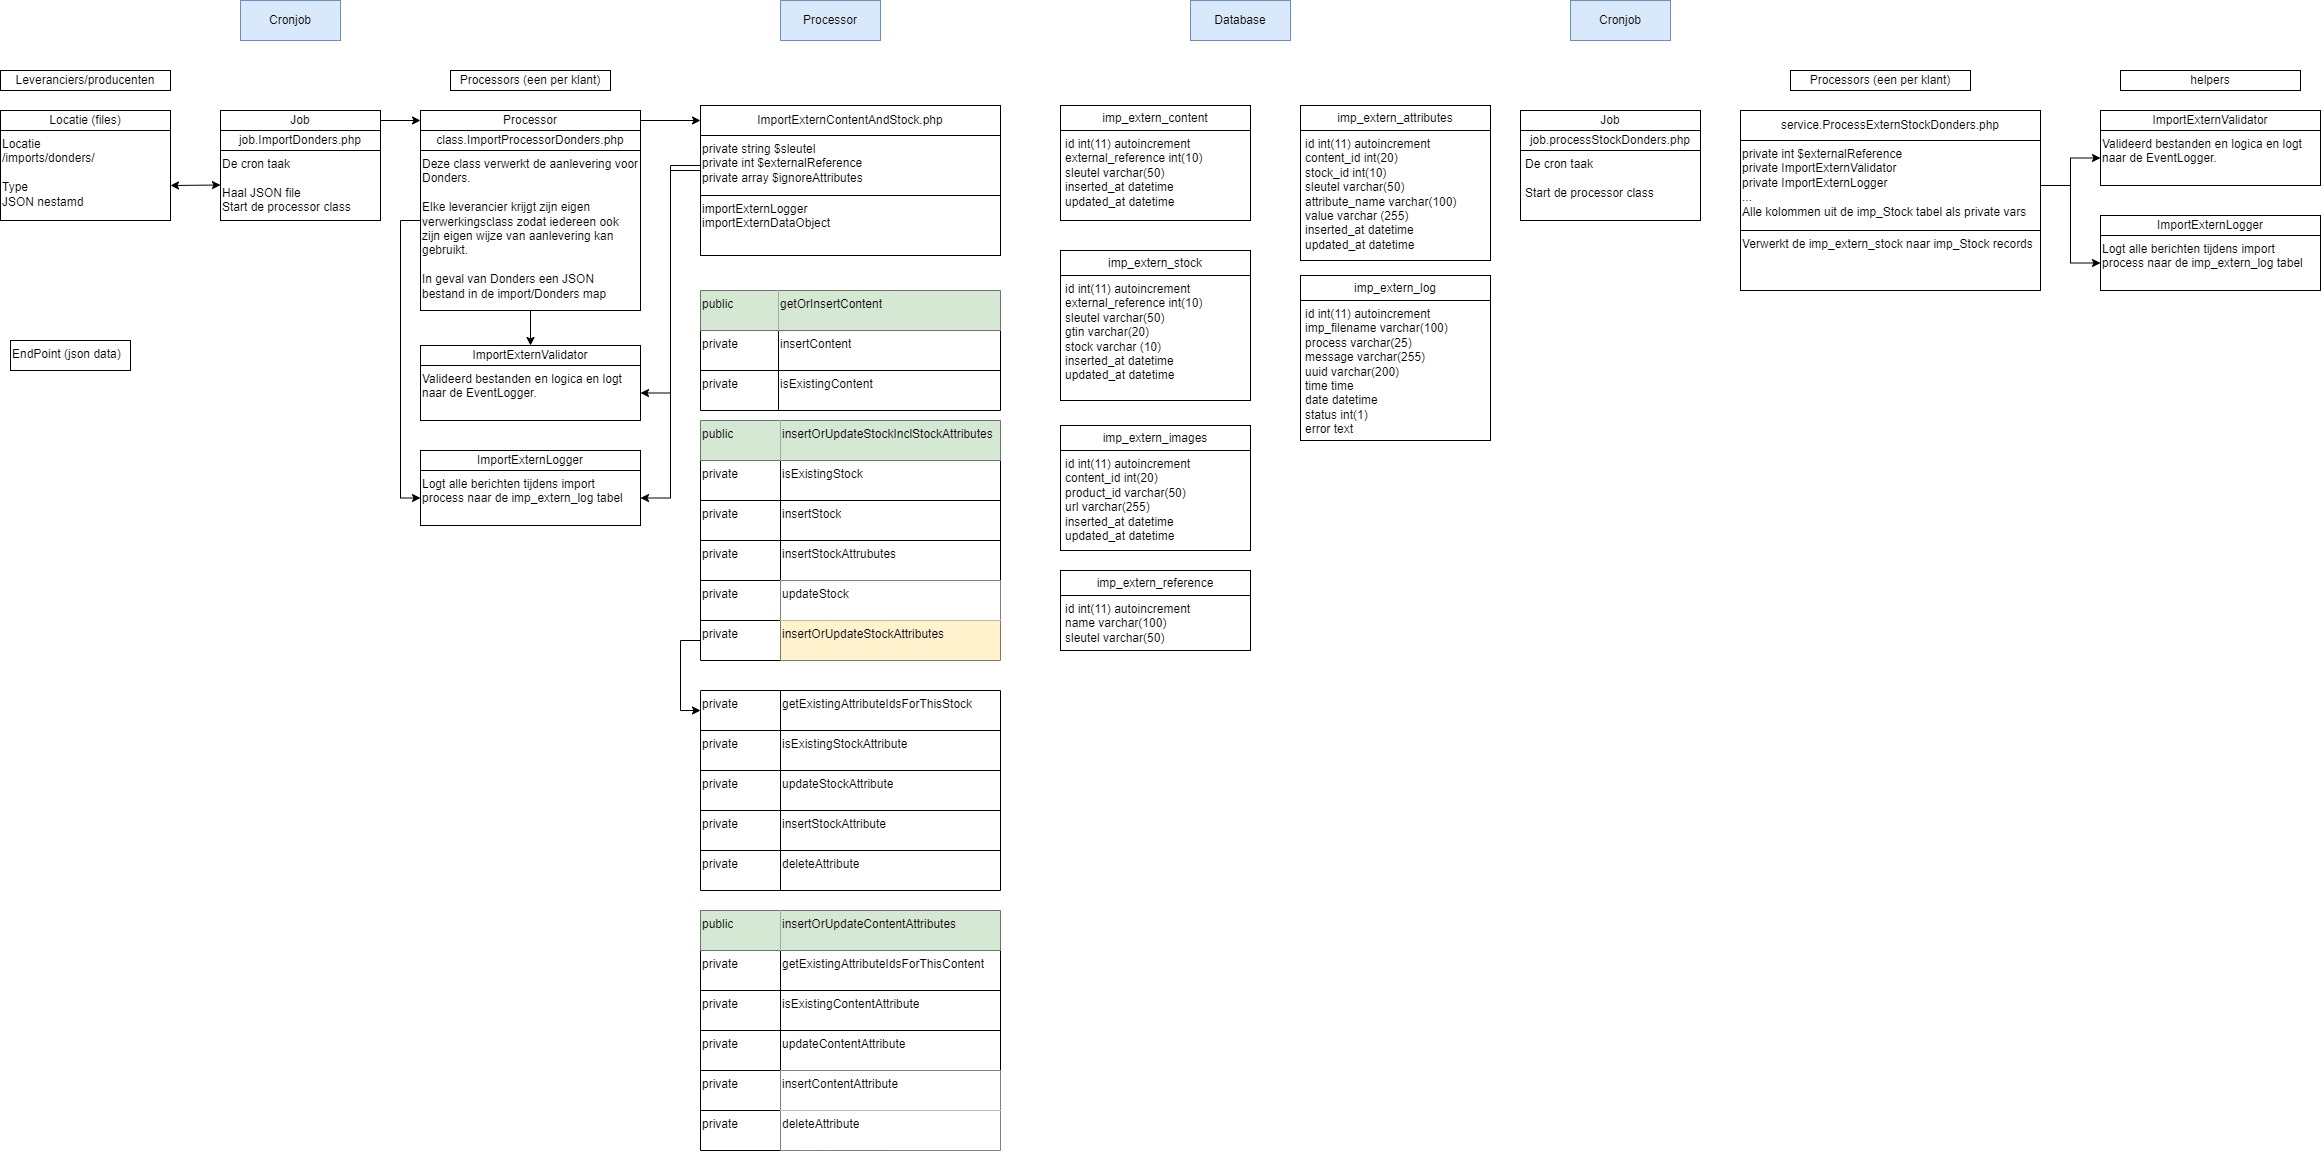 Cronjob
Processor
Database
Cronjob
Leveranciers/producenten
Processors (een per klant)
Processors (een per klant)
helpers
Locatie (files)
Locatie
/imports/donders/
Type
JSON nestamd
EndPoint (json data)
Job
job.ImportDonders.php
De cron taak
Haal JSON file
Start de processor class
Processor
class.ImportProcessorDonders.php
Deze class verwerkt de aanlevering voor
Donders.
Elke leverancier krijgt zijn eigen
verwerkingsclass zodat iedereen ook
zijn eigen wijze van aanlevering kan
gebruikt.
In geval van Donders een JSON
bestand in de import/Donders map
ImportExternValidator
Valideerd bestanden en logica en logt
naar de EventLogger.
ImportExternLogger
Logt alle berichten tijdens import
process naar de imp_extern_log tabel
ImportExternContentAndStock.php
private string $sleutel
private int $externalReference
private array $ignoreAttributes
importExternLogger
importExternDataObject
public getOrInsertContent
private insertContent
private isExistingContent
public insertOrUpdateStockInclStockAttributes
private isExistingStock
private insertStock
private insertStockAttrubutes
private updateStock
private insertOrUpdateStockAttributes
private getExistingAttributeIdsForThisStock
private isExistingStockAttribute
private updateStockAttribute
private insertStockAttribute
private deleteAttribute
public insertOrUpdateContentAttributes
private getExistingAttributeIdsForThisContent
private isExistingContentAttribute
private updateContentAttribute
private insertContentAttribute
private deleteAttribute
imp_extern_content
id int(11) autoincrement
external_reference int(10)
sleutel varchar(50)
inserted_at datetime
updated_at datetime
imp_extern_stock
id int(11) autoincrement
external_reference int(10)
sleutel varchar(50)
gtin varchar(20)
stock varchar (10)
inserted_at datetime
updated_at datetime
imp_extern_images
id int(11) autoincrement
content_id int(20)
product_id varchar(50)
url varchar(255)
inserted_at datetime
updated_at datetime
imp_extern_reference
id int(11) autoincrement
name varchar(100)
sleutel varchar(50)
imp_extern_attributes
id int(11) autoincrement
content_id int(20)
stock_id int(10)
sleutel varchar(50)
attribute_name varchar(100)
value varchar (255)
inserted_at datetime
updated_at datetime
imp_extern_log
id int(11) autoincrement
imp_filename varchar(100)
process varchar(25)
message varchar(255)
uuid varchar(200)
time time
date datetime
status int(1)
error text
Job
job.processStockDonders.php
De cron taak
Start de processor class
service.ProcessExternStockDonders.php
private int $externalReference
private ImportExternValidator
private ImportExternLogger
...
Alle kolommen uit de imp_Stock tabel als private vars
Verwerkt de imp_extern_stock naar imp_Stock records
ImportExternValidator
Valideerd bestanden en logica en logt
naar de EventLogger.
ImportExternLogger
Logt alle berichten tijdens import
process naar de imp_extern_log tabel